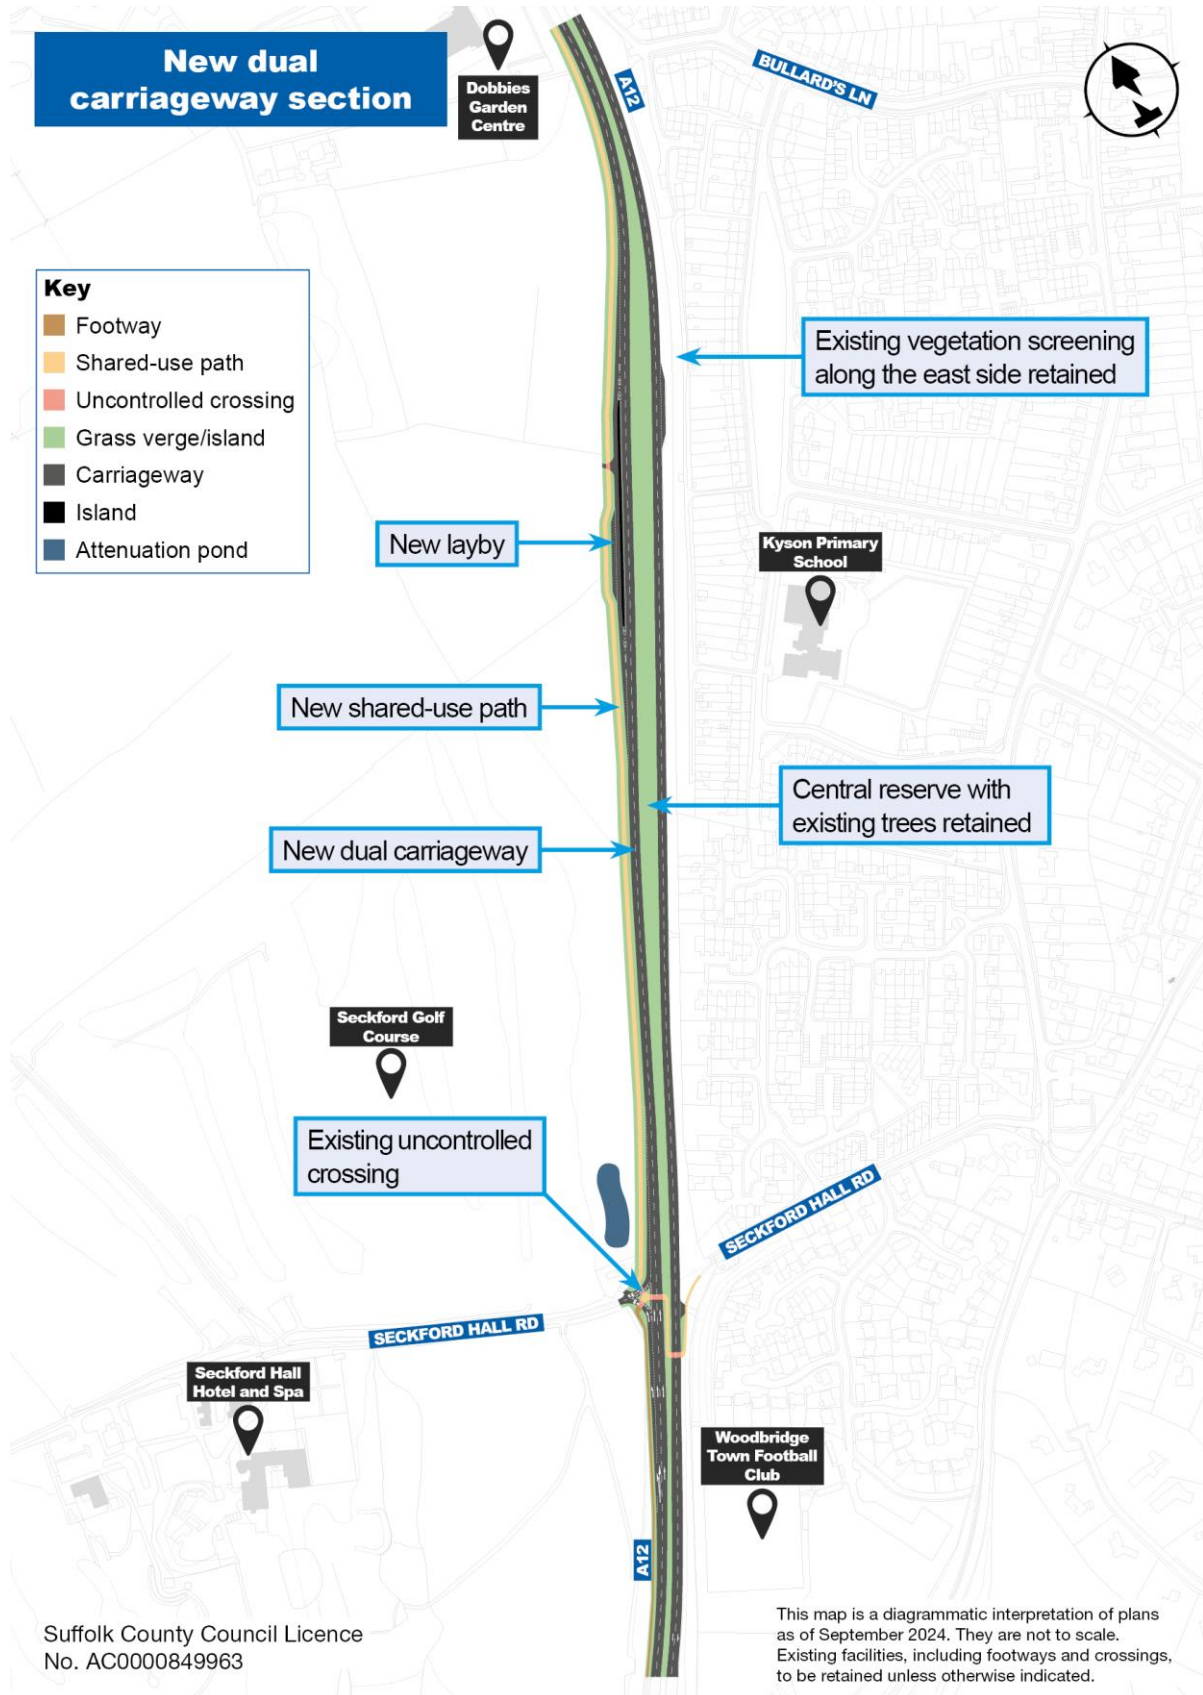 New dual
carriageway section
Dobbies
Garden
Centre
A12
BULLARD'S LN
Key
Footway
Shared-use path
Uncontrolled crossing
Grass verge/island
Carriageway
Island
Attenuation pond
Existing vegetation screening
along the east side retained
New layby
Kyson Primary
School
New shared-use path
Central reserve with
existing trees retained
New dual carriageway
Seckford Golf
Course
Existing uncontrolled
crossing
SECKFORD HALL RD
SECKFORD HALL RD
Seckford Hall
Hotel and Spa
Woodbridge
Town Football
Club
A12
Suffolk County Council Licence
No. AC0000849963
This map is a diagrammatic interpretation of plans
as of September 2024. They are not to scale.
Existing facilities, including footways and crossings,
to be retained unless otherwise indicated.